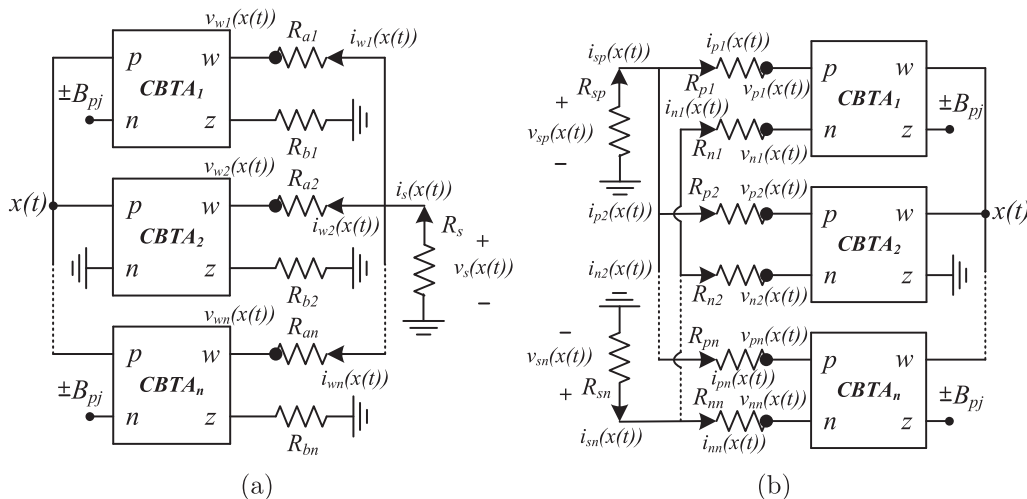 v_{w1}(x(t))
R_{a1}
i_{w1}(x(t))
p
w
CBTA_1
±B_{pj}
n
z
R_{b1}
v_{w2}(x(t))
R_{a2}
x(t)
p
w
i_{w2}(x(t))
CBTA_2
n
z
R_{b2}
i_s(x(t))
R_s
+
v_s(x(t))
−
v_{wn}(x(t))
R_{an}
p
w
i_{wn}(x(t))
CBTA_n
±B_{pj}
n
z
R_{bn}
(a)
i_{sp}(x(t))
i_{p1}(x(t))
R_{sp}
R_{p1}
v_{p1}(x(t))
p
w
CBTA_1
±B_{pj}
+
v_{sp}(x(t))
−
i_{n1}(x(t))
R_{n1}
v_{n1}(x(t))
n
z
R_{p2}
v_{p2}(x(t))
i_{p2}(x(t))
p
w
x(t)
CBTA_2
i_{n2}(x(t))
R_{n2}
v_{n2}(x(t))
n
z
−
v_{sn}(x(t))
+
R_{sn}
R_{pn}
v_{pn}(x(t))
i_{pn}(x(t))
p
w
CBTA_n
±B_{pj}
R_{nn}
v_{nn}(x(t))
n
z
i_{sn}(x(t))
i_{nn}(x(t))
(b)